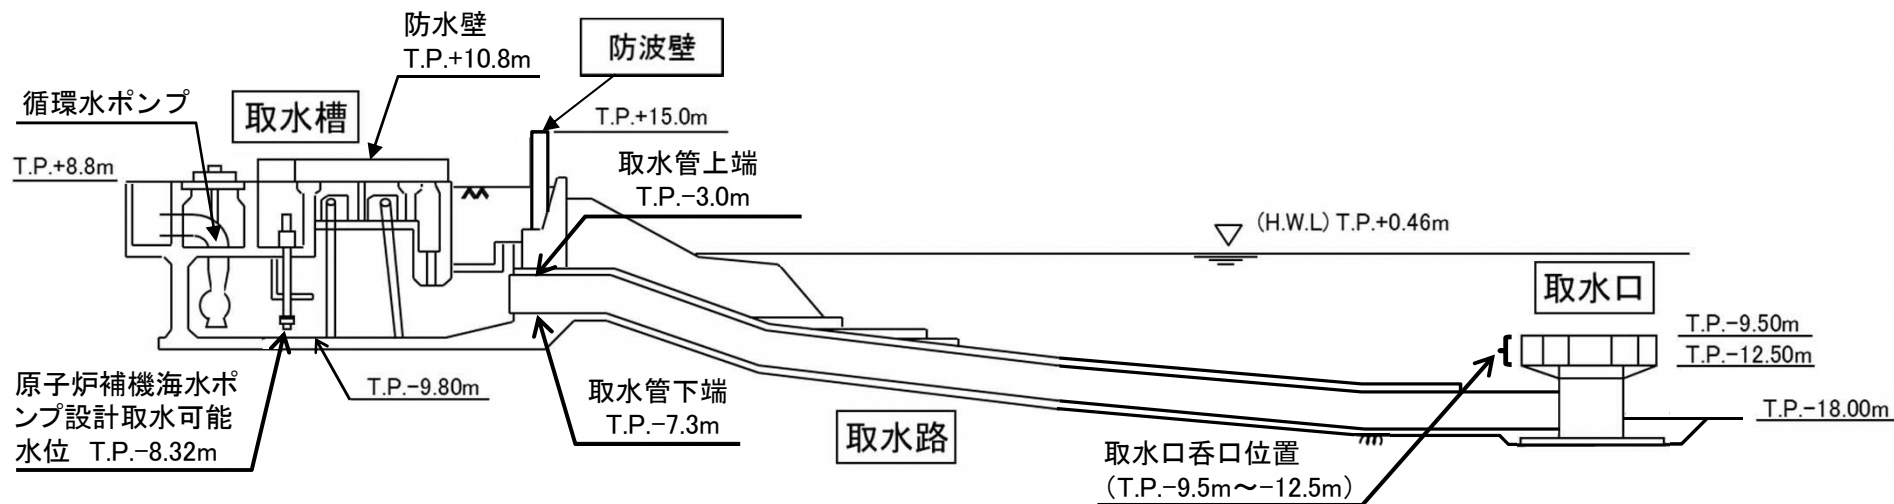 防水壁
T.P.+10.8m
防波壁
循環水ポンプ
取水槽
T.P.+15.0m
T.P.+8.8m
取水管上端
T.P.-3.0m
(H.W.L) T.P.+0.46m
取水口
T.P.-9.50m
T.P.-12.50m
原子炉補機海水ポ
ンプ設計取水可能
水位 T.P.-8.32m
T.P.-9.80m
取水管下端
T.P.-7.3m
取水路
T.P.-18.00m
取水口呑口位置
(T.P.-9.5m～-12.5m)